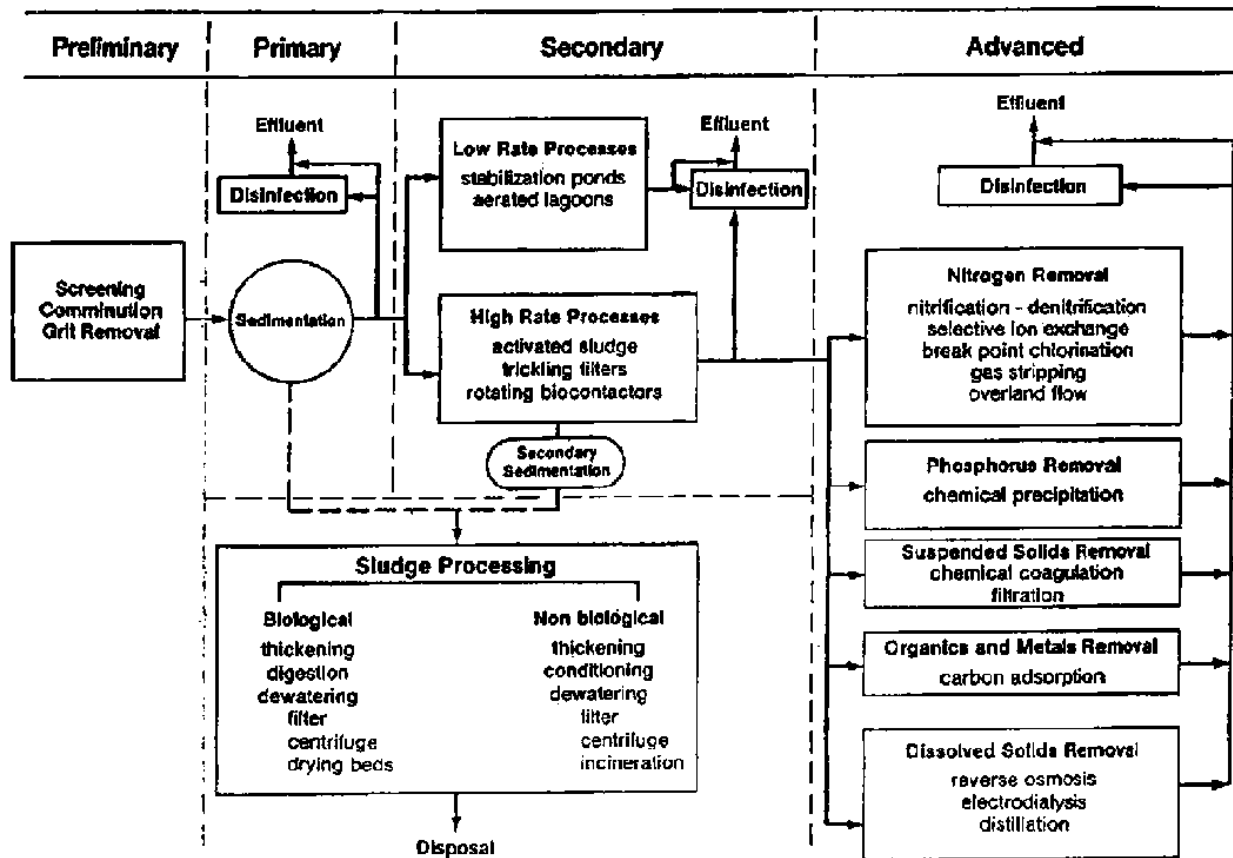 Preliminary
Primary
Secondary
Advanced
Screening
Comminution
Grit Removal
Effluent
Disinfection
Sedimentation
Low Rate Processes
stabilization ponds
aerated lagoons
Effluent
Disinfection
High Rate Processes
activated sludge
trickling filters
rotating biocontactors
Secondary
Sedimentation
Effluent
Disinfection
Nitrogen Removal
nitrification - denitrification
selective ion exchange
break point chlorination
gas stripping
overland flow
Phosphorus Removal
chemical precipitation
Suspended Solids Removal
chemical coagulation
filtration
Organics and Metals Removal
carbon adsorption
Dissolved Solids Removal
reverse osmosis
electrodialysis
distillation
Sludge Processing
Biological
thickening
digestion
dewatering
filter
centrifuge
drying beds
Non biological
thickening
conditioning
dewatering
filter
centrifuge
incineration
Disposal